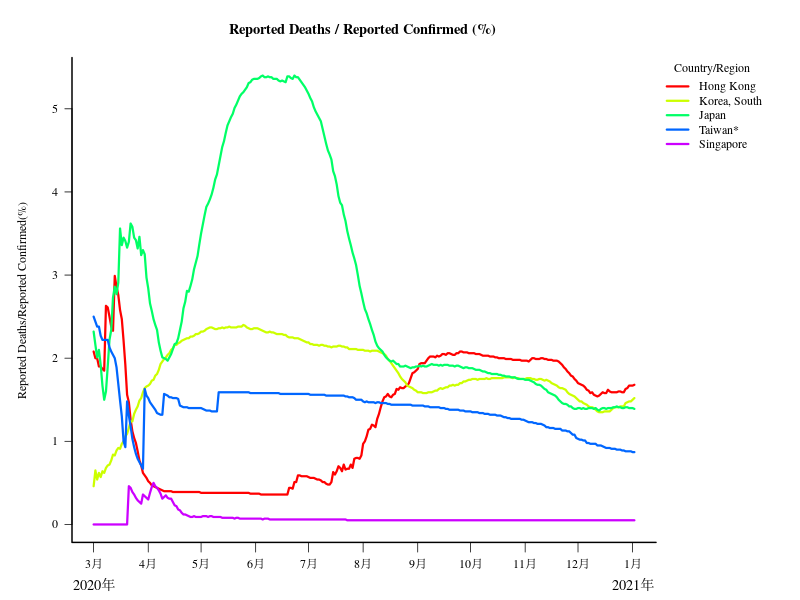 Reported Deaths / Reported Confirmed (%)
Country/Region
Hong Kong
Korea, South
Japan
Taiwan*
Singapore
Reported Deaths/Reported Confirmed(%)
5
4
3
2
1
0
3月 4月 5月 6月 7月 8月 9月 10月 11月 12月 1月
2020年 2021年